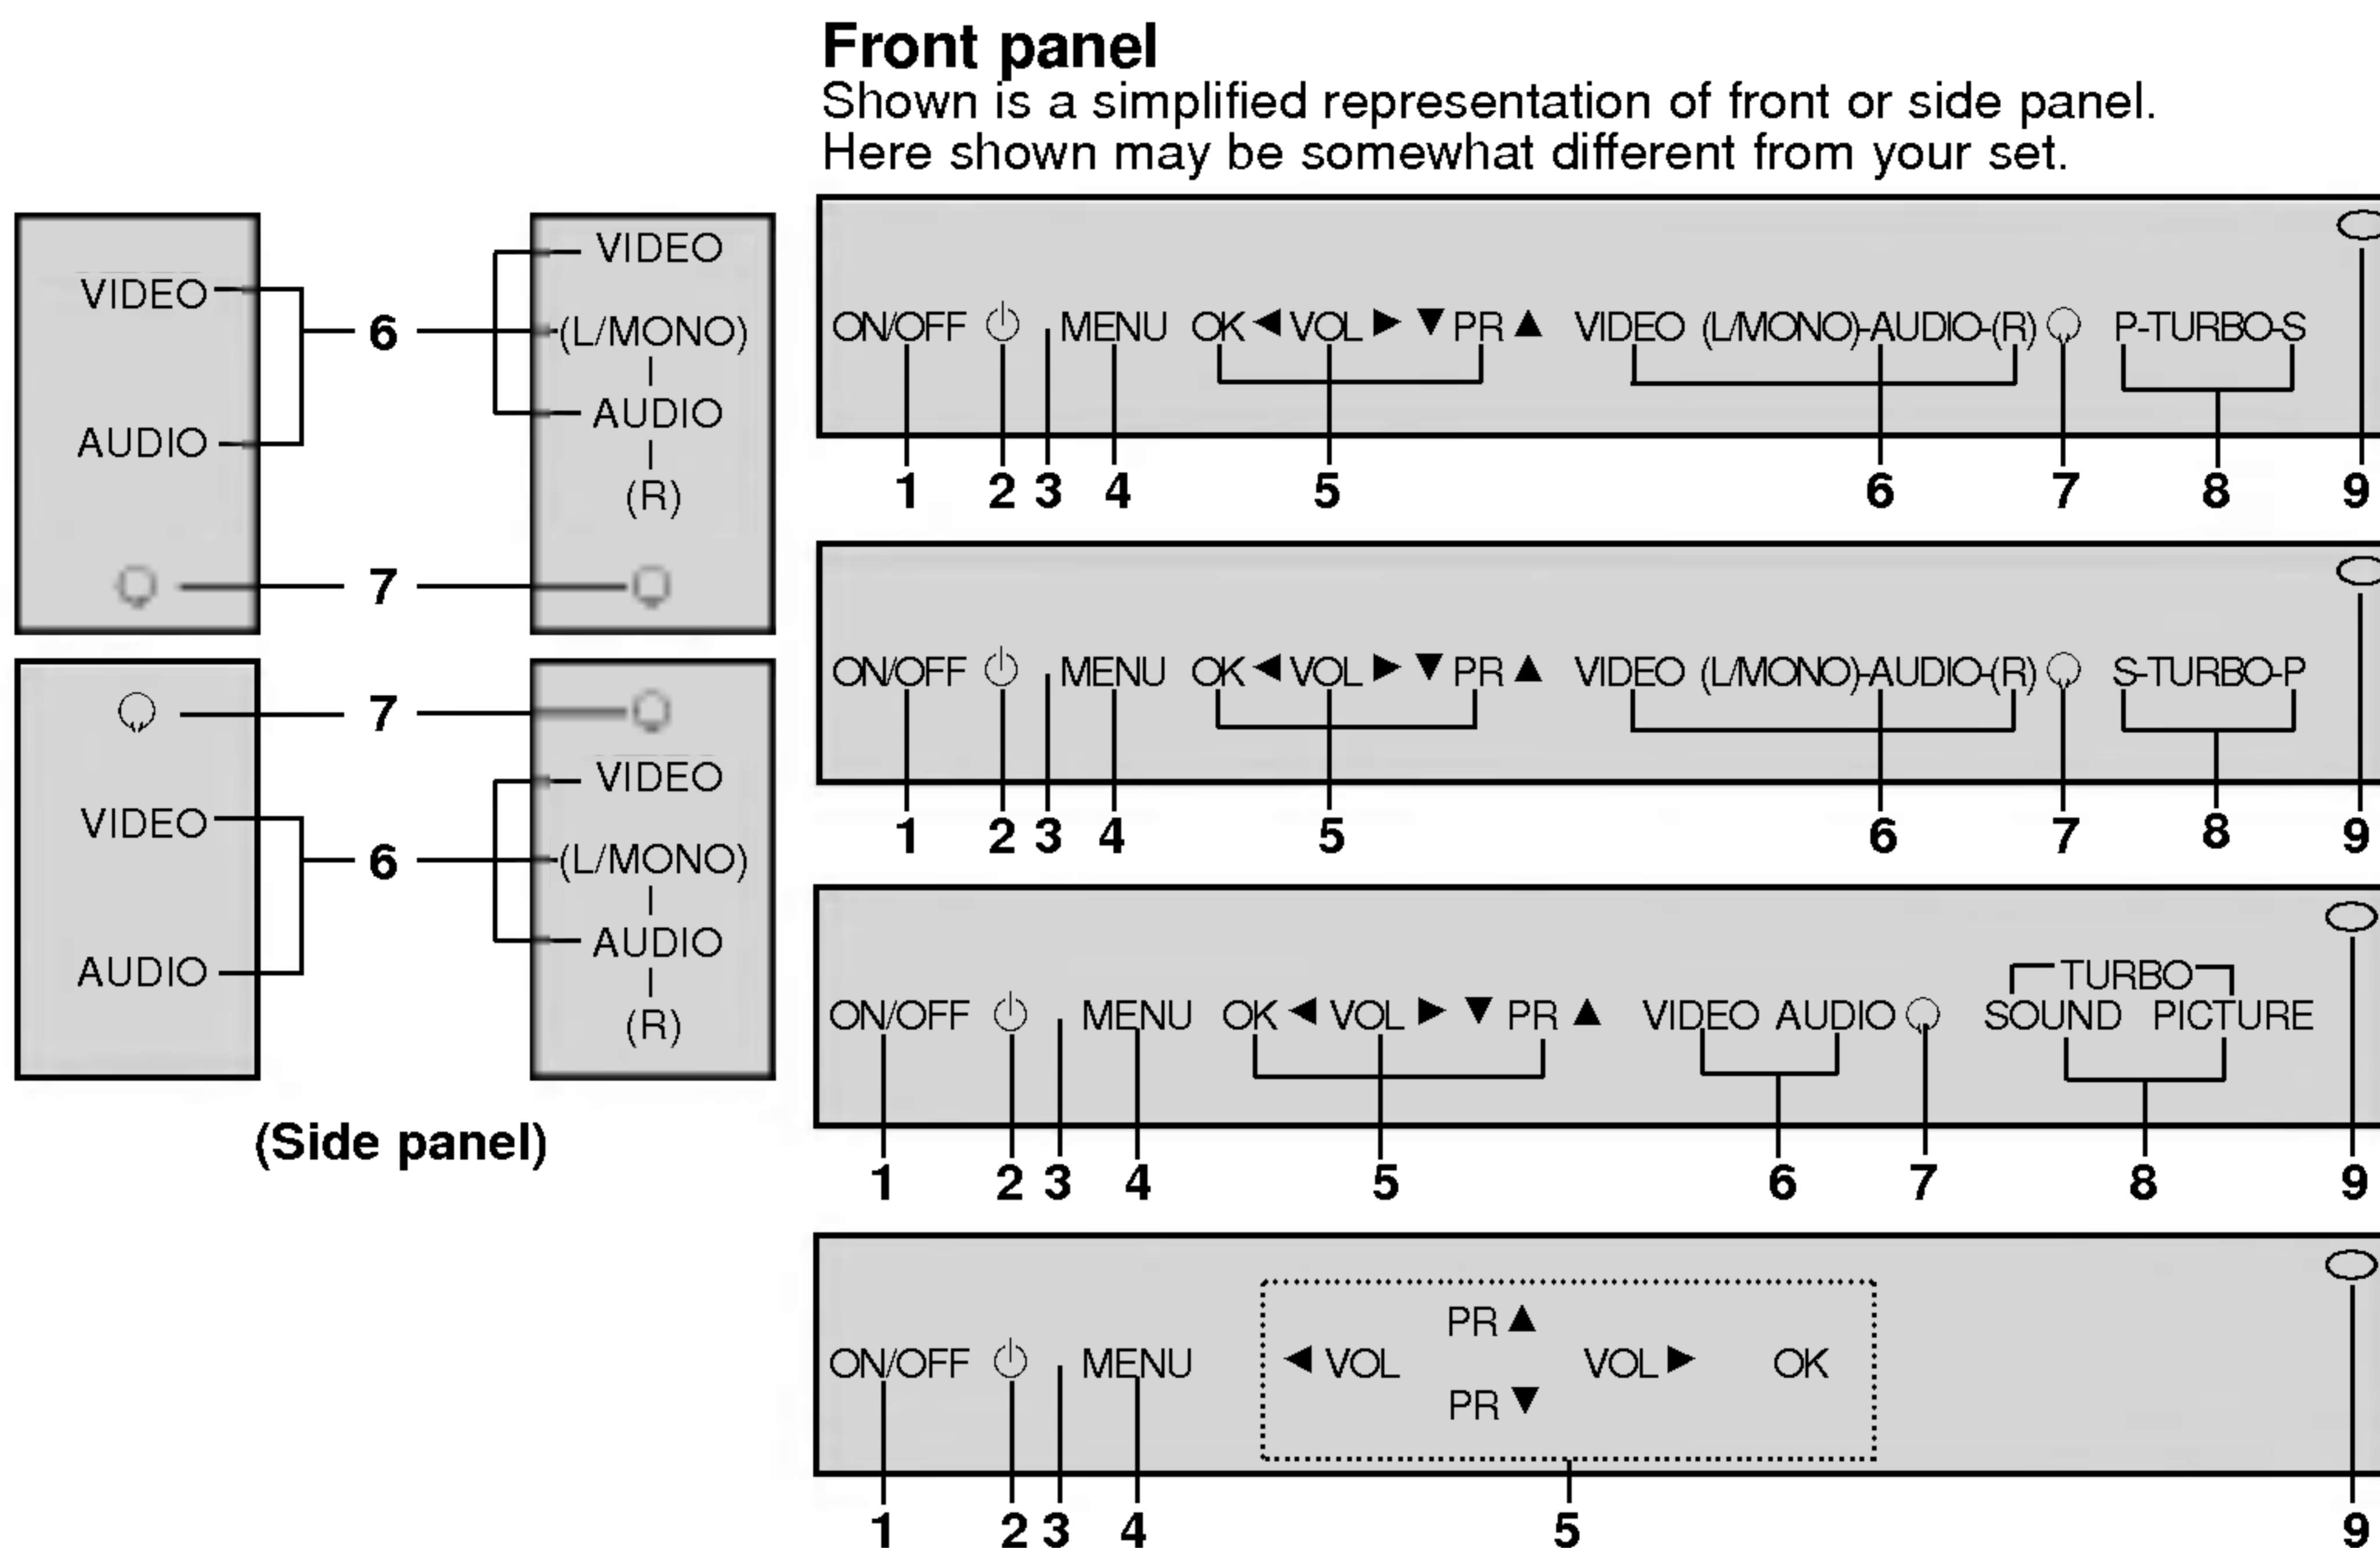 Front panel
Shown is a simplified representation of front or side panel.
Here shown may be somewhat different from your set.
VIDEO
AUDIO
6
VIDEO
(L/MONO)
AUDIO
(R)
7
7
VIDEO
AUDIO
6
VIDEO
(L/MONO)
AUDIO
(R)
(Side panel)
ON/OFF MENU OK ◀ VOL ▶ ▼ PR ▲ VIDEO (L/MONO)-AUDIO-(R) P-TURBO-S
1 2 3 4 5 6 7 8 9
ON/OFF MENU OK ◀ VOL ▶ ▼ PR ▲ VIDEO (L/MONO)-AUDIO-(R) S-TURBO-P
1 2 3 4 5 6 7 8 9
TURBO
ON/OFF MENU OK ◀ VOL ▶ ▼ PR ▲ VIDEO AUDIO SOUND PICTURE
1 2 3 4 5 6 7 8 9
PR ▲
ON/OFF MENU ◀ VOL VOL ▶ OK
PR ▼
1 2 3 4 5 9